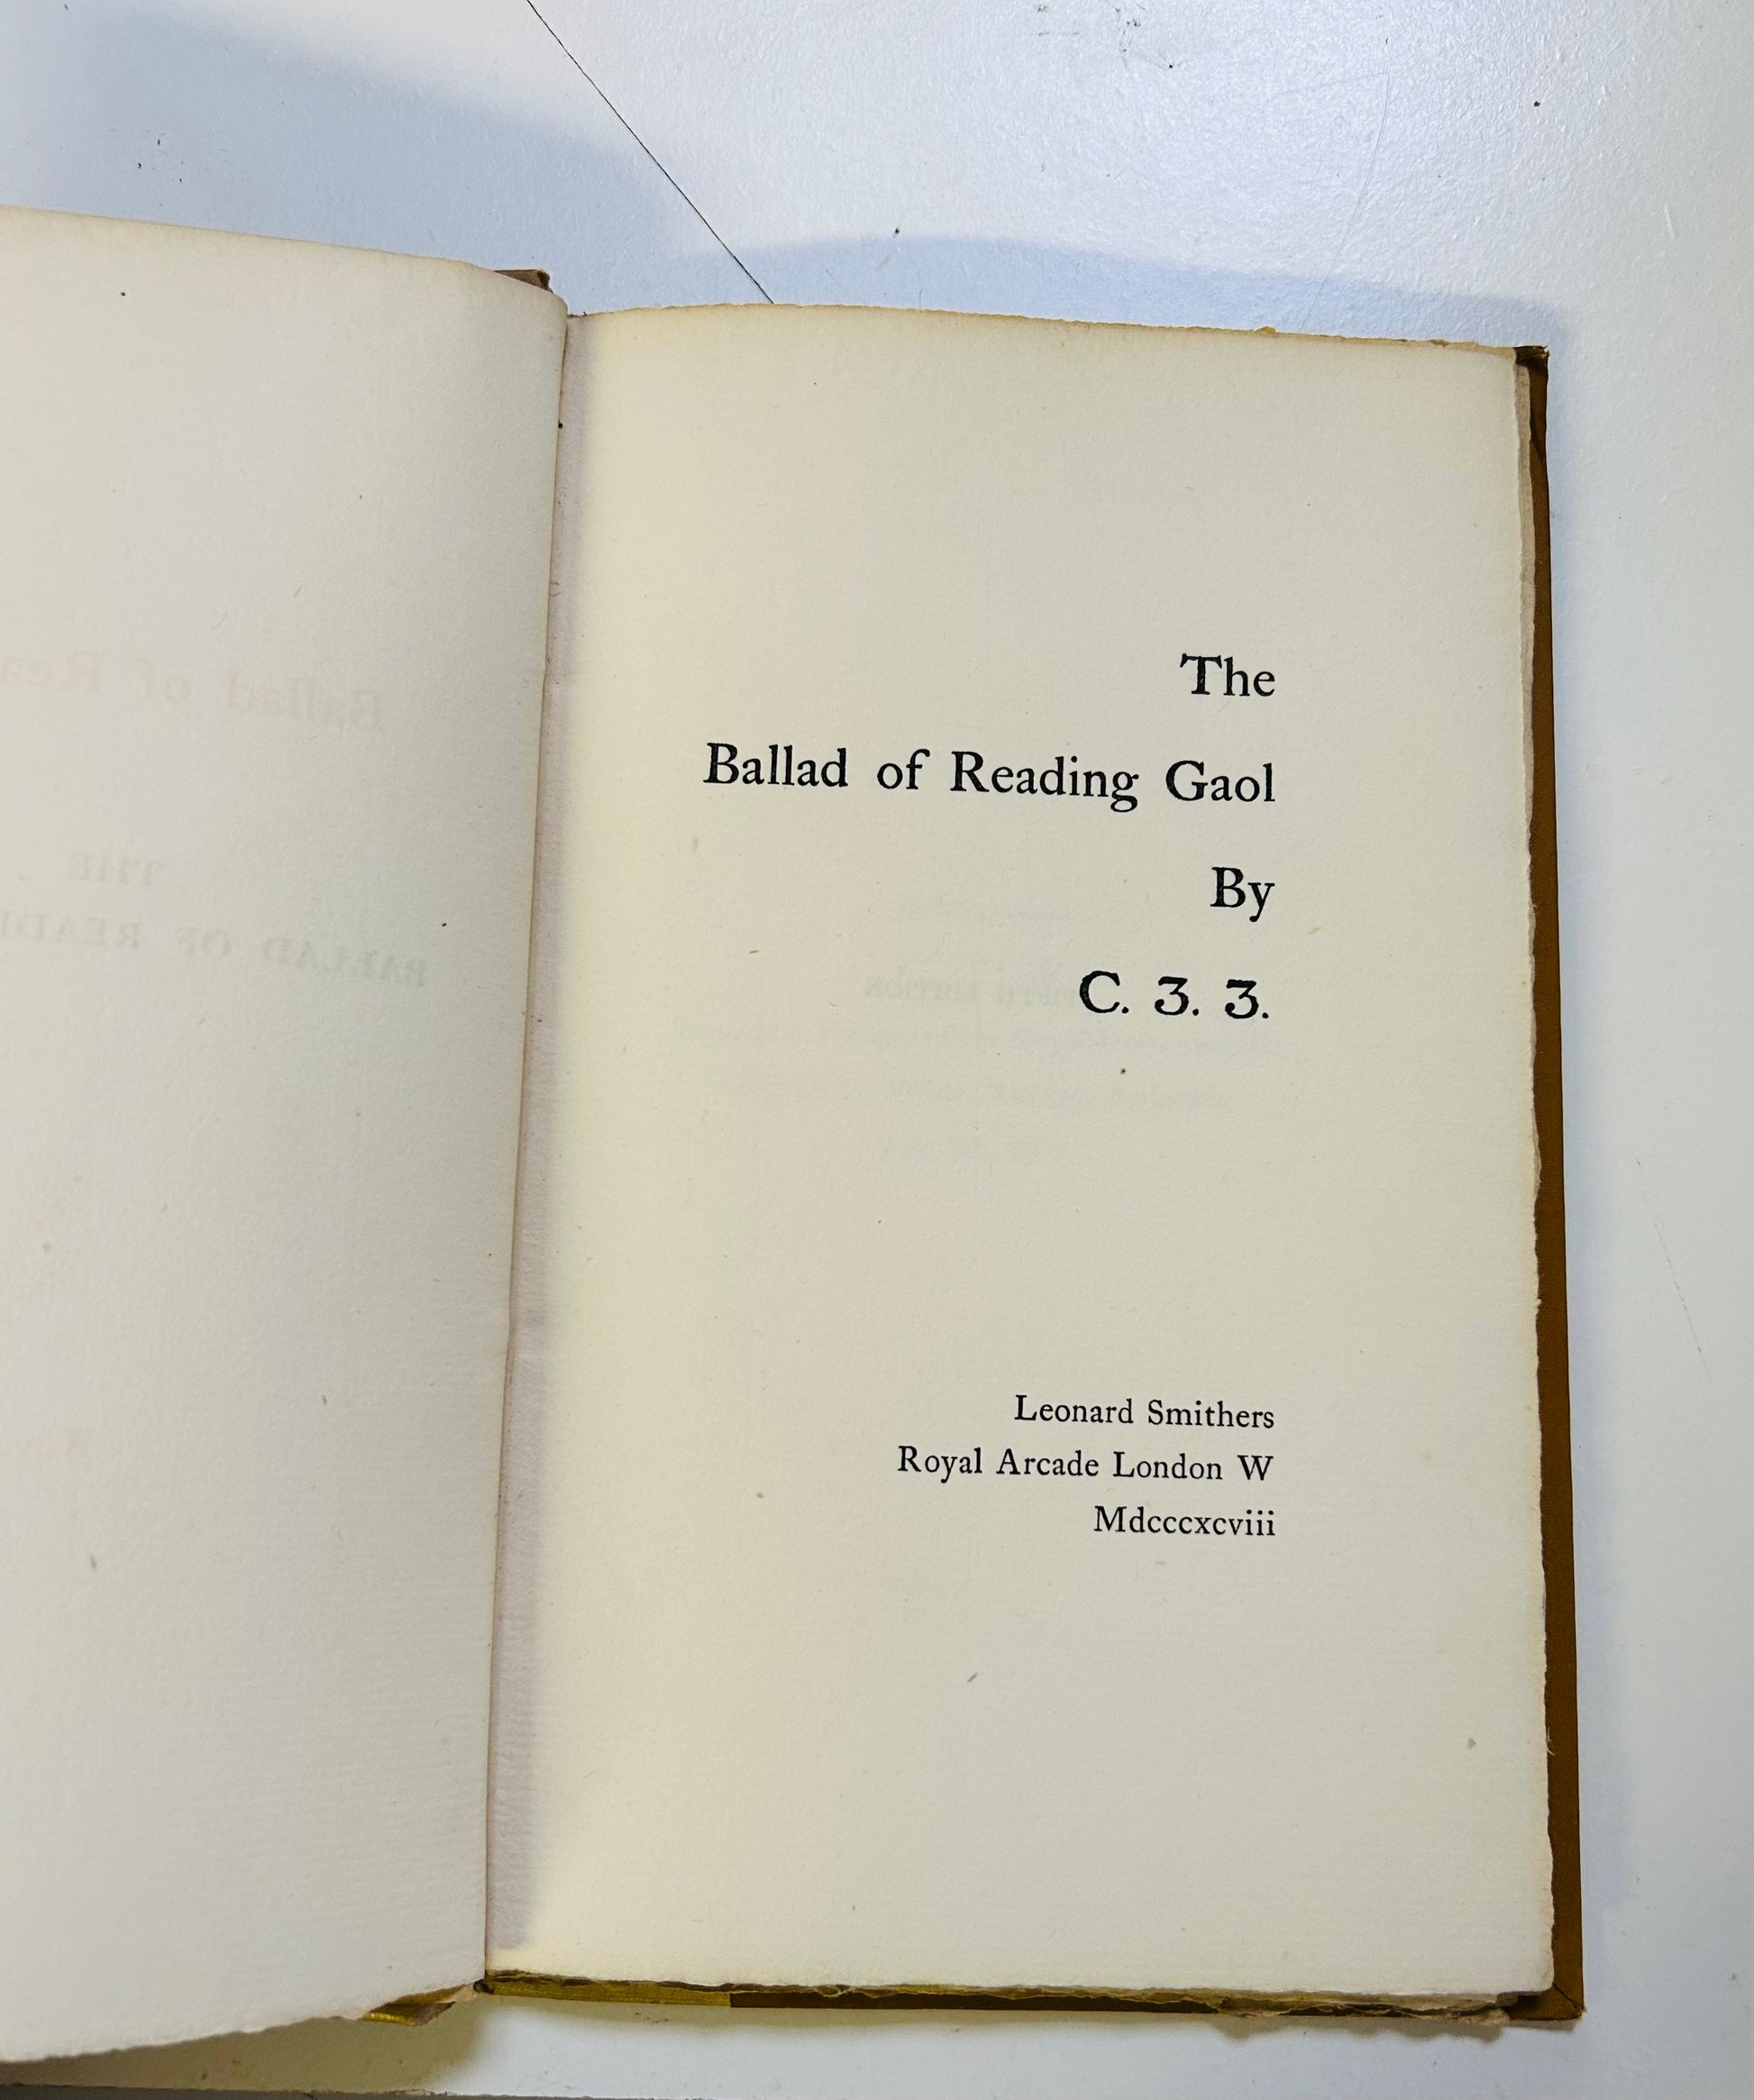 The
Ballad of Reading Gaol
By
C. 3. 3.
Leonard Smithers
Royal Arcade London W
Mdcccxcviii